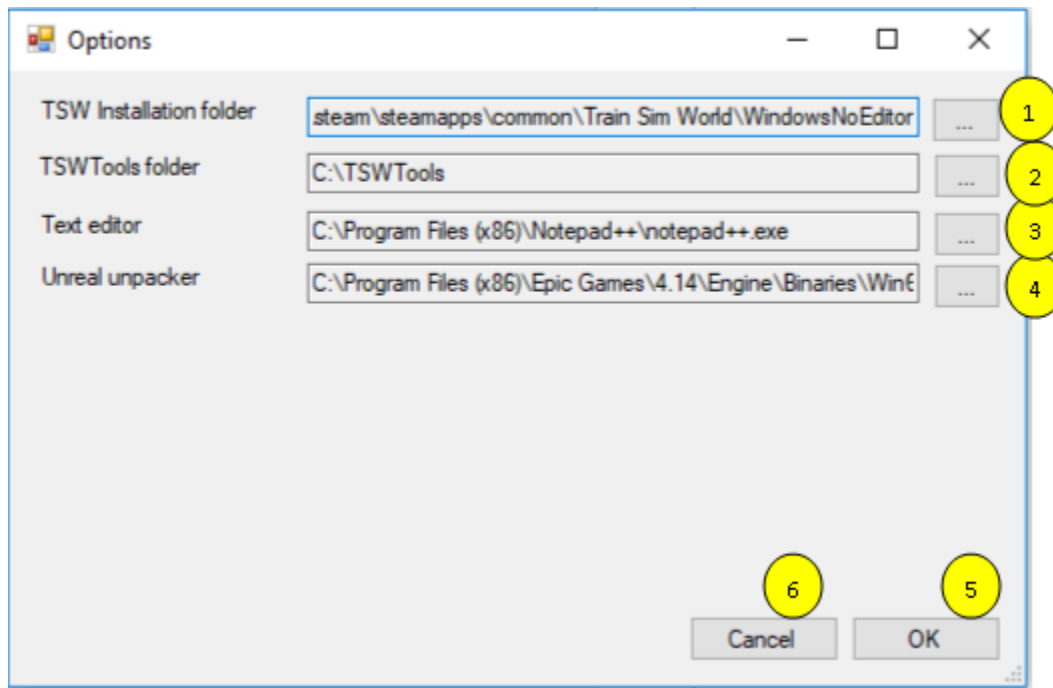 Options
TSW Installation folder steam\steamapps\common\Train Sim World\WindowsNoEditor ... 1
TSWTools folder C:\TSWTools ... 2
Text editor C:\Program Files (x86)\Notepad++\notepad++.exe ... 3
Unreal unpacker C:\Program Files (x86)\Epic Games\4.14\Engine\Binaries\Win6 ... 4
6 5
Cancel OK